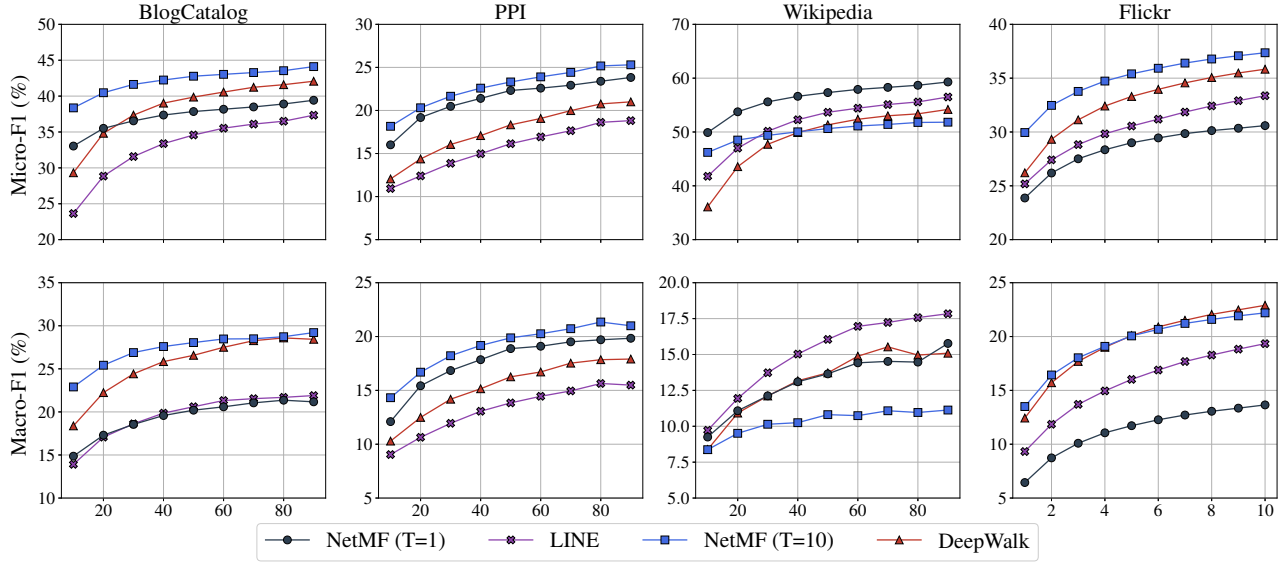 BlogCatalog PPI Wikipedia Flickr
Micro-F1 (%)
50 45 40 35 30 25 20
30 25 20 15 10 5
70 60 50 40 30
40 35 30 25 20
Macro-F1 (%)
35 30 25 20 15 10
25 20 15 10 5
20.0 17.5 15.0 12.5 10.0 7.5 5.0
25 20 15 10 5
20 40 60 80 20 40 60 80 20 40 60 80 2 4 6 8 10
NetMF (T=1) LINE NetMF (T=10) DeepWalk